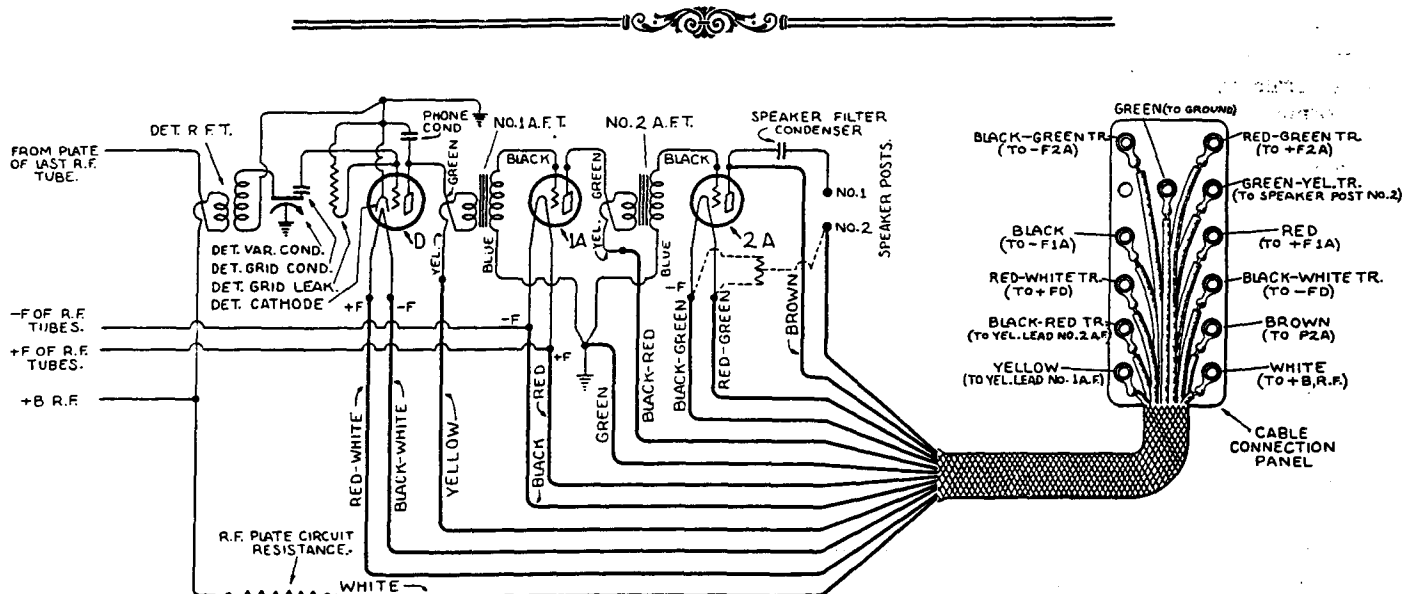 FROM PLATE
OF LAST R.F.
TUBE.
DET. R.F.T.
PHONE
COND
NO.1 A.F.T.
NO.2 A.F.T.
SPEAKER FILTER
CONDENSER
GREEN
BLACK
GREEN
BLACK
NO.1
NO.2
SPEAKER POSTS.
D
1A
2A
YEL.
BLUE
YEL.
BLUE
DET. VAR. COND.
DET. GRID COND.
DET. GRID LEAK.
DET. CATHODE
+F
-F
-F
+F
-F
-F OF R.F.
TUBES.
+F OF R.F.
TUBES.
+B R.F.
RED-WHITE
BLACK-WHITE
YELLOW
BLACK
RED
GREEN
BLACK-RED
BLACK-GREEN
RED-GREEN
BROWN
R.F. PLATE CIRCUIT
RESISTANCE.
WHITE
GREEN (TO GROUND)
BLACK-GREEN TR.
(TO -F2A)
RED-GREEN TR.
(TO +F2A)
GREEN-YEL. TR.
(TO SPEAKER POST NO.2)
BLACK
(TO -F1A)
RED
(TO +F1A)
RED-WHITE TR.
(TO +FD)
BLACK-WHITE TR.
(TO -FD)
BLACK-RED TR.
(TO YEL. LEAD NO.2 A.F.)
BROWN
(TO P2A)
YELLOW
(TO YEL. LEAD NO.1 A.F.)
WHITE
(TO +B, R.F.)
CABLE
CONNECTION
PANEL